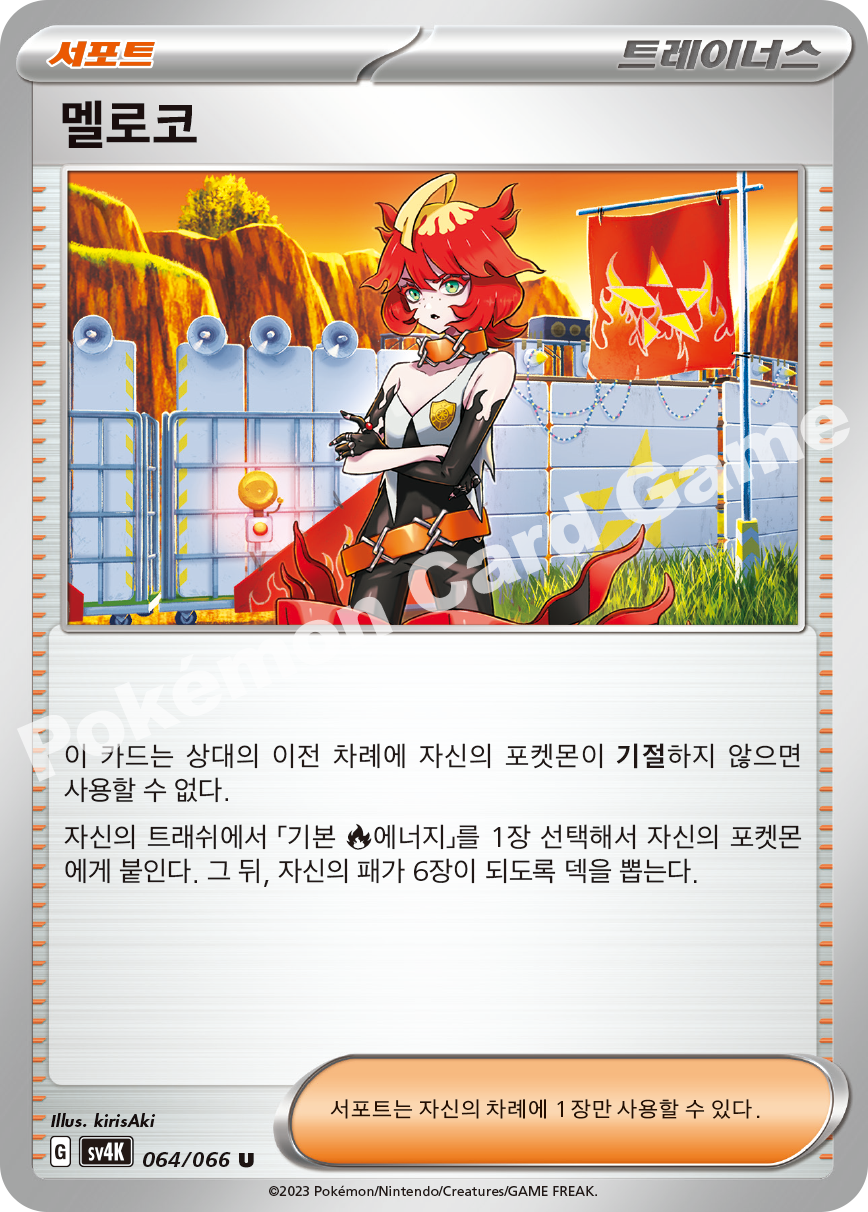 서포트
트레이너스
멜로코
이 카드는 상대의 이전 차례에 자신의 포켓몬이 기절하지 않으면
사용할 수 없다.
자신의 트래쉬에서 「기본 에너지」를 1장 선택해서 자신의 포켓몬
에게 붙인다. 그 뒤, 자신의 패가 6장이 되도록 덱을 뽑는다.
Pokémon Card Game
서포트는 자신의 차례에 1장만 사용할 수 있다.
Illus. kirisAki
G sv4K 064/066 U
©2023 Pokémon/Nintendo/Creatures/GAME FREAK.